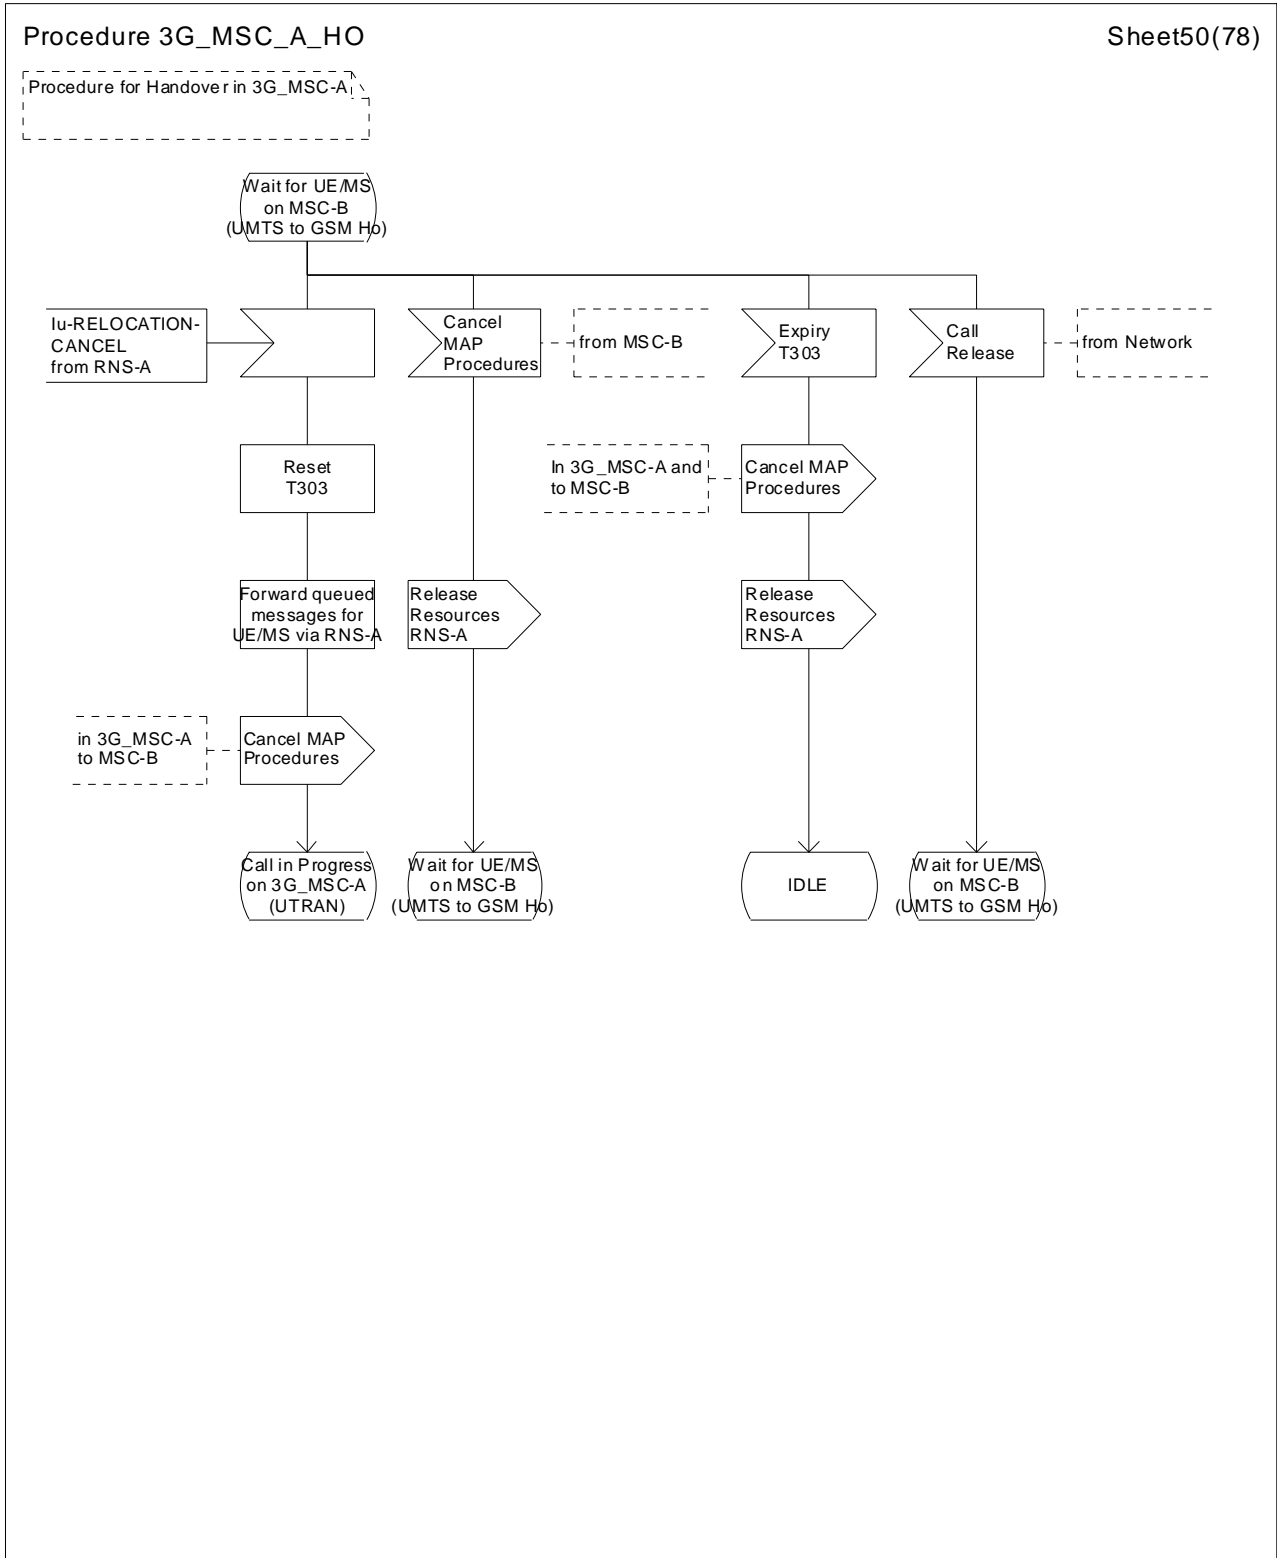 Procedure 3G_MSC_A_HO
Sheet50(78)
Procedure for Handover in 3G_MSC-A
Wait for UE/MS
on MSC-B
(UMTS to GSM Ho)
Iu-RELOCATION-
CANCEL
from RNS-A
Cancel
MAP
Procedures
from MSC-B
Expiry
T303
Call
Release
from Network
Reset
T303
In 3G_MSC-A and
to MSC-B
Cancel MAP
Procedures
Forward queued
messages for
UE/MS via RNS-A
Release
Resources
RNS-A
Release
Resources
RNS-A
in 3G_MSC-A
to MSC-B
Cancel MAP
Procedures
Call in Progress
on 3G_MSC-A
(UTRAN)
Wait for UE/MS
on MSC-B
(UMTS to GSM Ho)
IDLE
Wait for UE/MS
on MSC-B
(UMTS to GSM Ho)